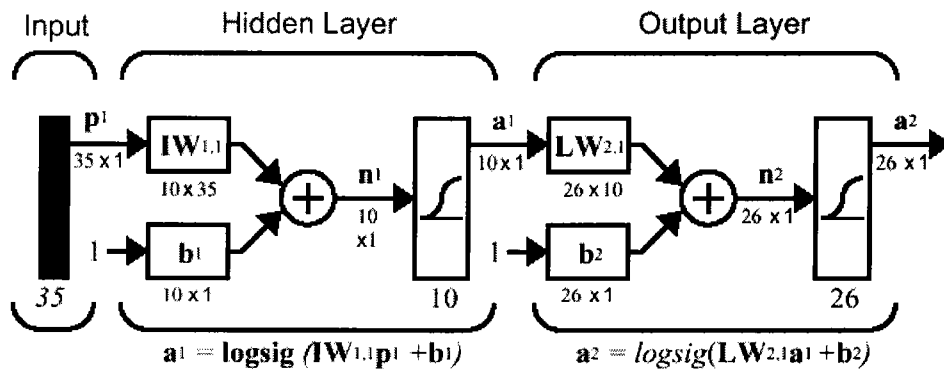 Input Hidden Layer Output Layer
p1 a1 a2
IW1,1 LW2,1
35 x 1 n1 10 x 1 n2 26 x 1
10 x 35 26 x 10
10 x1 26 x 1
1 b1 1 b2
10 x 1 26 x 1
35 10 26
a1 = logsig (IW1,1p1 +b1) a2 = logsig(LW2,1a1 +b2)